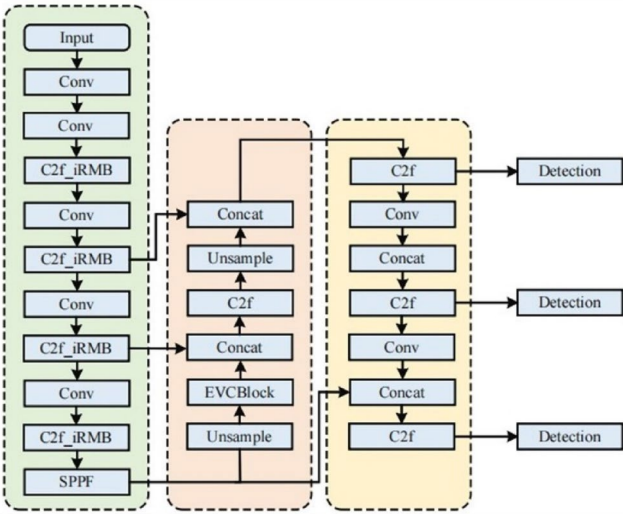 Input
Conv
Conv
C2f_iRMB
Conv
C2f_iRMB
Conv
C2f_iRMB
Conv
C2f_iRMB
SPPF
Concat
Unsample
C2f
Concat
EVCBlock
Unsample
C2f
Conv
Concat
C2f
Conv
Concat
C2f
Detection
Detection
Detection